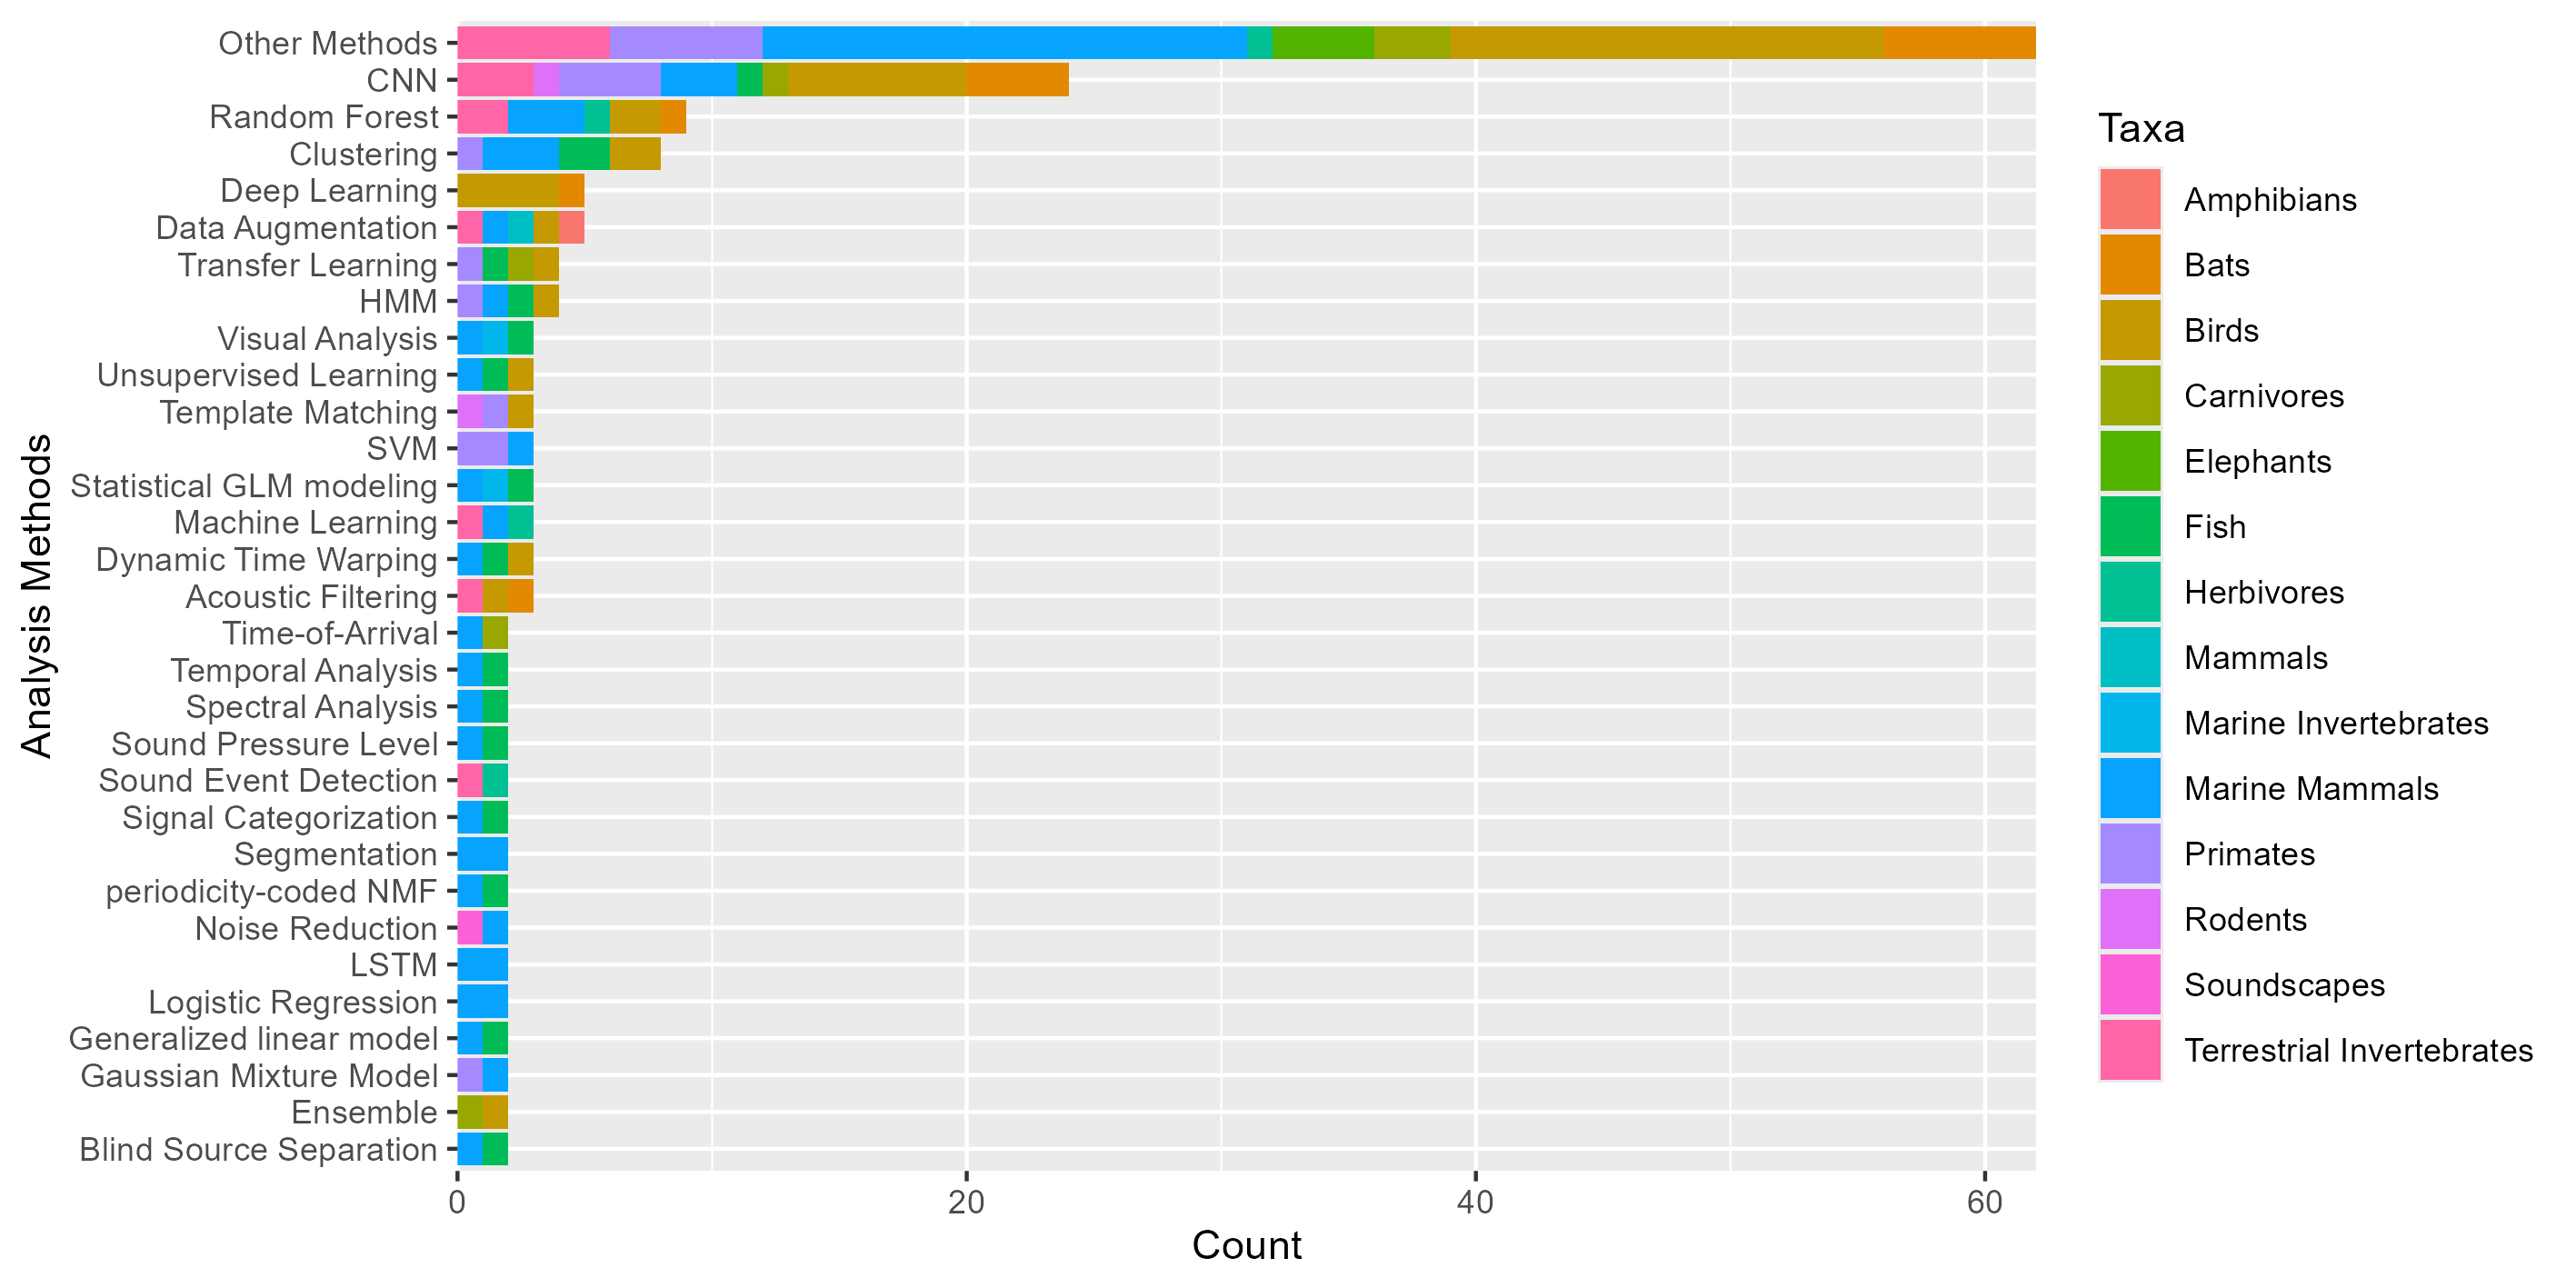 Other Methods
CNN
Random Forest
Clustering
Deep Learning
Data Augmentation
Transfer Learning
HMM
Visual Analysis
Unsupervised Learning
Template Matching
SVM
Statistical GLM modeling
Machine Learning
Dynamic Time Warping
Acoustic Filtering
Time-of-Arrival
Temporal Analysis
Spectral Analysis
Sound Pressure Level
Sound Event Detection
Signal Categorization
Segmentation
periodicity-coded NMF
Noise Reduction
LSTM
Logistic Regression
Generalized linear model
Gaussian Mixture Model
Ensemble
Blind Source Separation
Analysis Methods
0 20 40 60
Count
Taxa
Amphibians
Bats
Birds
Carnivores
Elephants
Fish
Herbivores
Mammals
Marine Invertebrates
Marine Mammals
Primates
Rodents
Soundscapes
Terrestrial Invertebrates